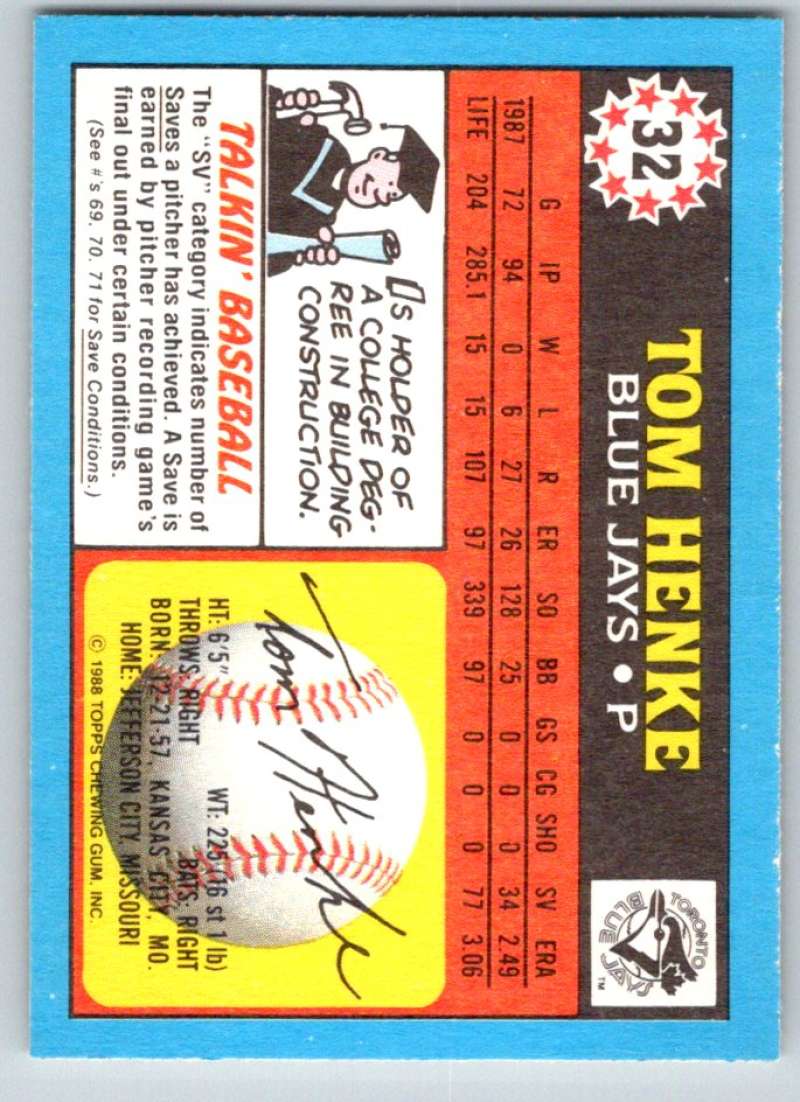 32
TOM HENKE
BLUE JAYS • P
TORONTO
BLUE JAYS
TM
G IP W L R ER SO BB GS CG SHO SV ERA
1987 72 94 0 6 27 26 128 25 0 0 0 34 2.49
LIFE 204 285.1 15 15 107 97 339 97 0 0 0 77 3.06
IS HOLDER OF
A COLLEGE DEG-
REE IN BUILDING
CONSTRUCTION.
TALKIN' BASEBALL
The "SV" category indicates number of
Saves a pitcher has achieved. A Save is
earned by pitcher recording game's
final out under certain conditions.
(See #'s 69, 70, 71 for Save Conditions.)
Tom Henke
HT: 6'5" WT: 225 (16 st 1 lb)
THROWS: RIGHT BATS: RIGHT
BORN: 12-21-57, KANSAS CITY, MO.
HOME: JEFFERSON CITY, MISSOURI
© 1988 TOPPS CHEWING GUM, INC.